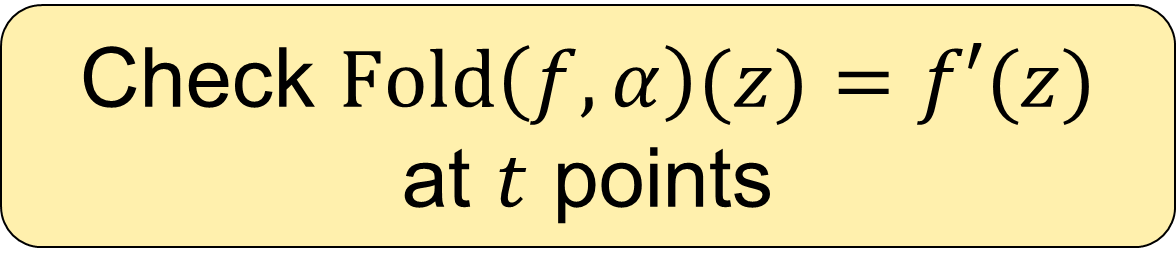 Check Fold(f, α)(z) = f′(z)
at t points